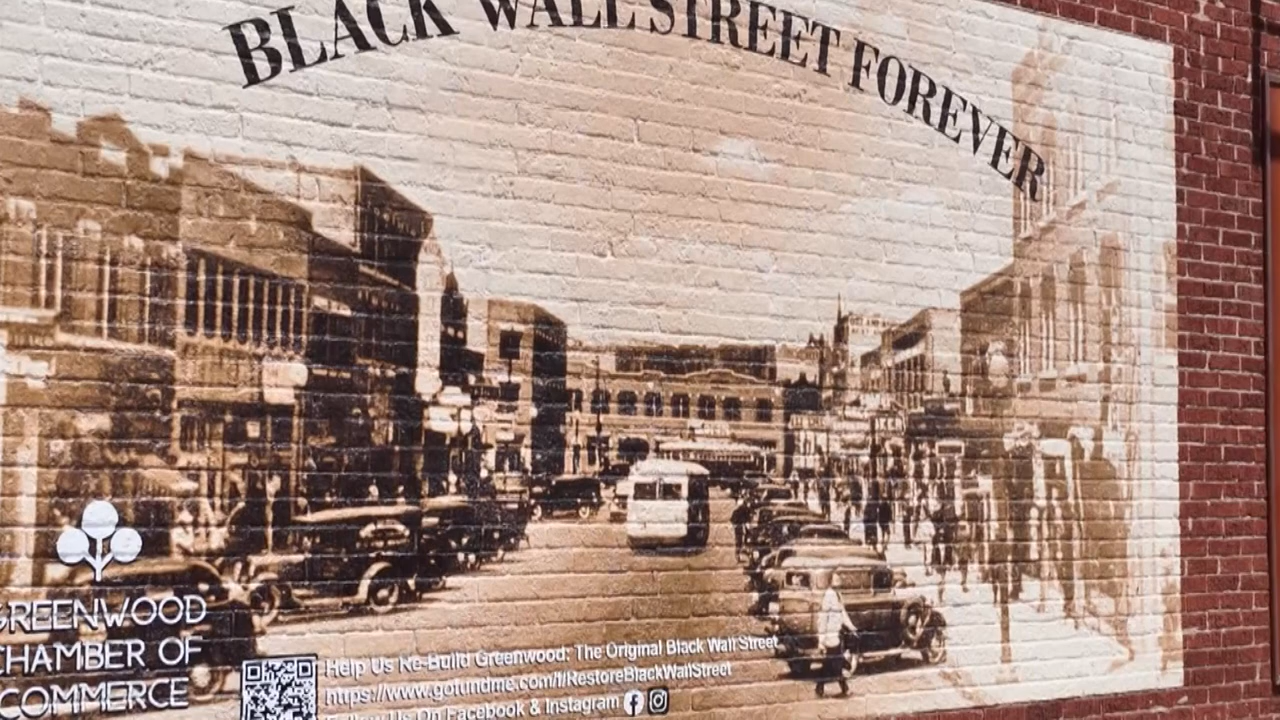 BLACK WALL STREET FOREVER
GREENWOOD
CHAMBER OF
COMMERCE
Help Us Re-Build Greenwood: The Original Black Wall Street
https://www.gofundme.com/f/RestoreBlackWallStreet
Follow Us On Facebook & Instagram